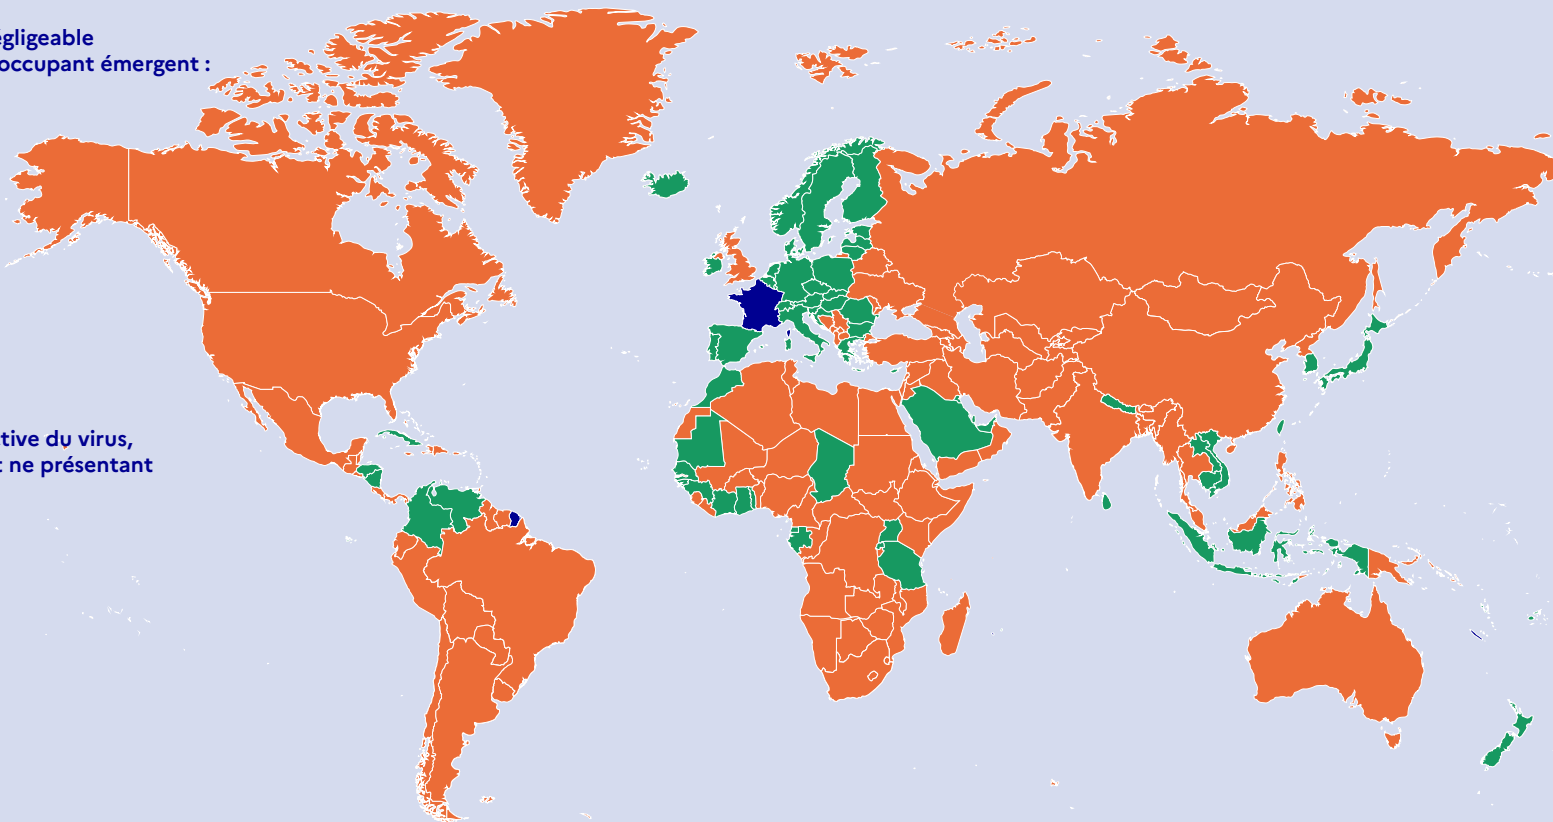 égligeable
occupant émergent :
tive du virus,
t ne présentant